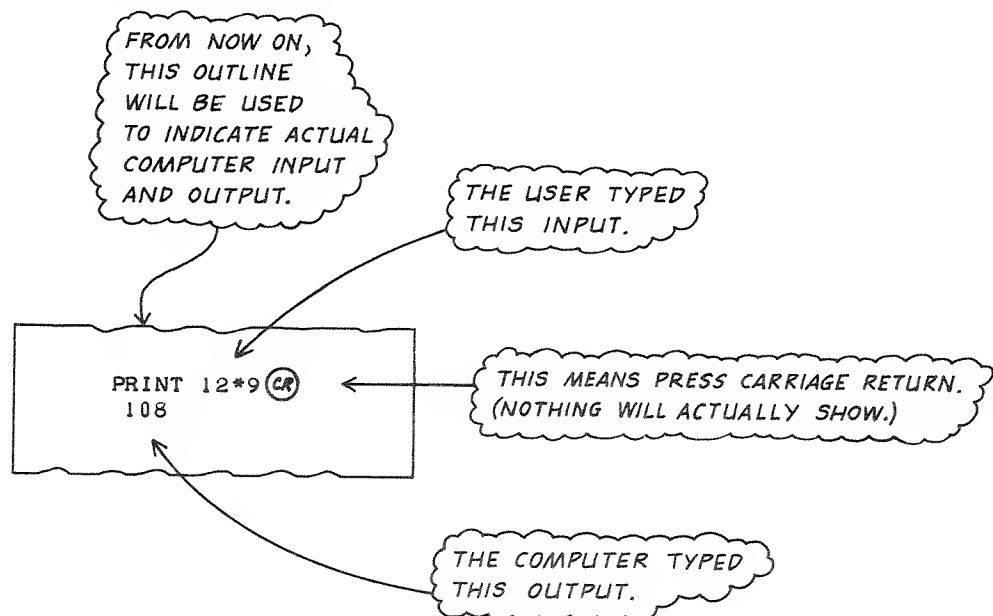 FROM NOW ON,
THIS OUTLINE
WILL BE USED
TO INDICATE ACTUAL
COMPUTER INPUT
AND OUTPUT.
THE USER TYPED
THIS INPUT.
PRINT 12*9 CR
108
THIS MEANS PRESS CARRIAGE RETURN.
(NOTHING WILL ACTUALLY SHOW.)
THE COMPUTER TYPED
THIS OUTPUT.